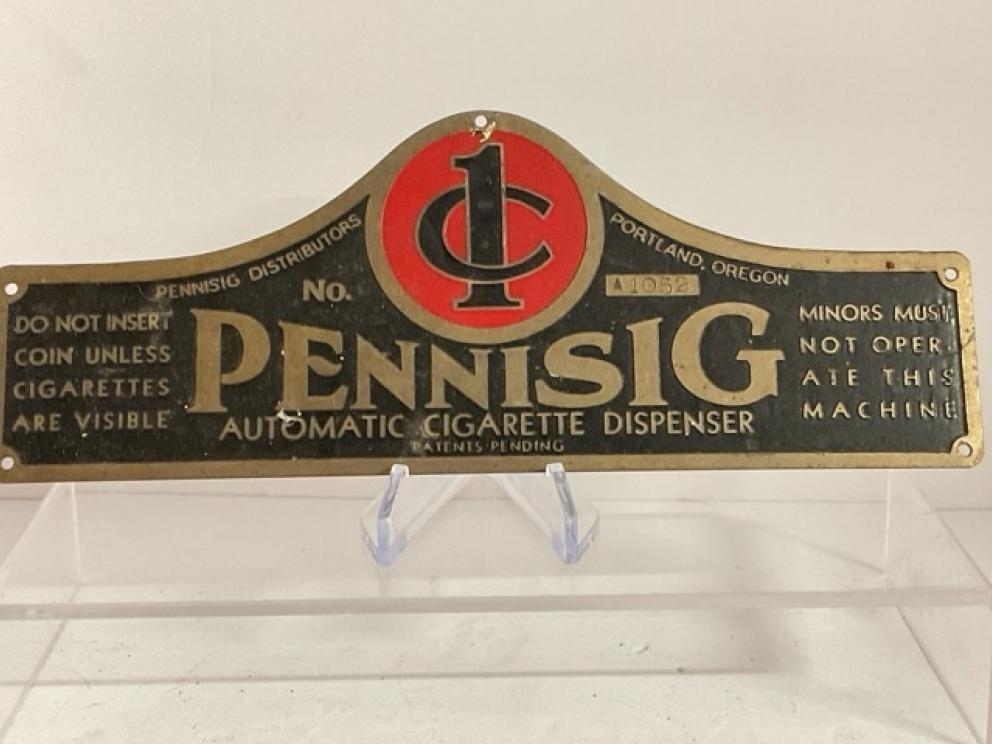 1C
PENNISIG DISTRIBUTORS
PORTLAND, OREGON
No. A1052
DO NOT INSERT
COIN UNLESS
CIGARETTES
ARE VISIBLE
PENNISIG
AUTOMATIC CIGARETTE DISPENSER
PATENTS PENDING
MINORS MUST
NOT OPER-
ATE THIS
MACHINE